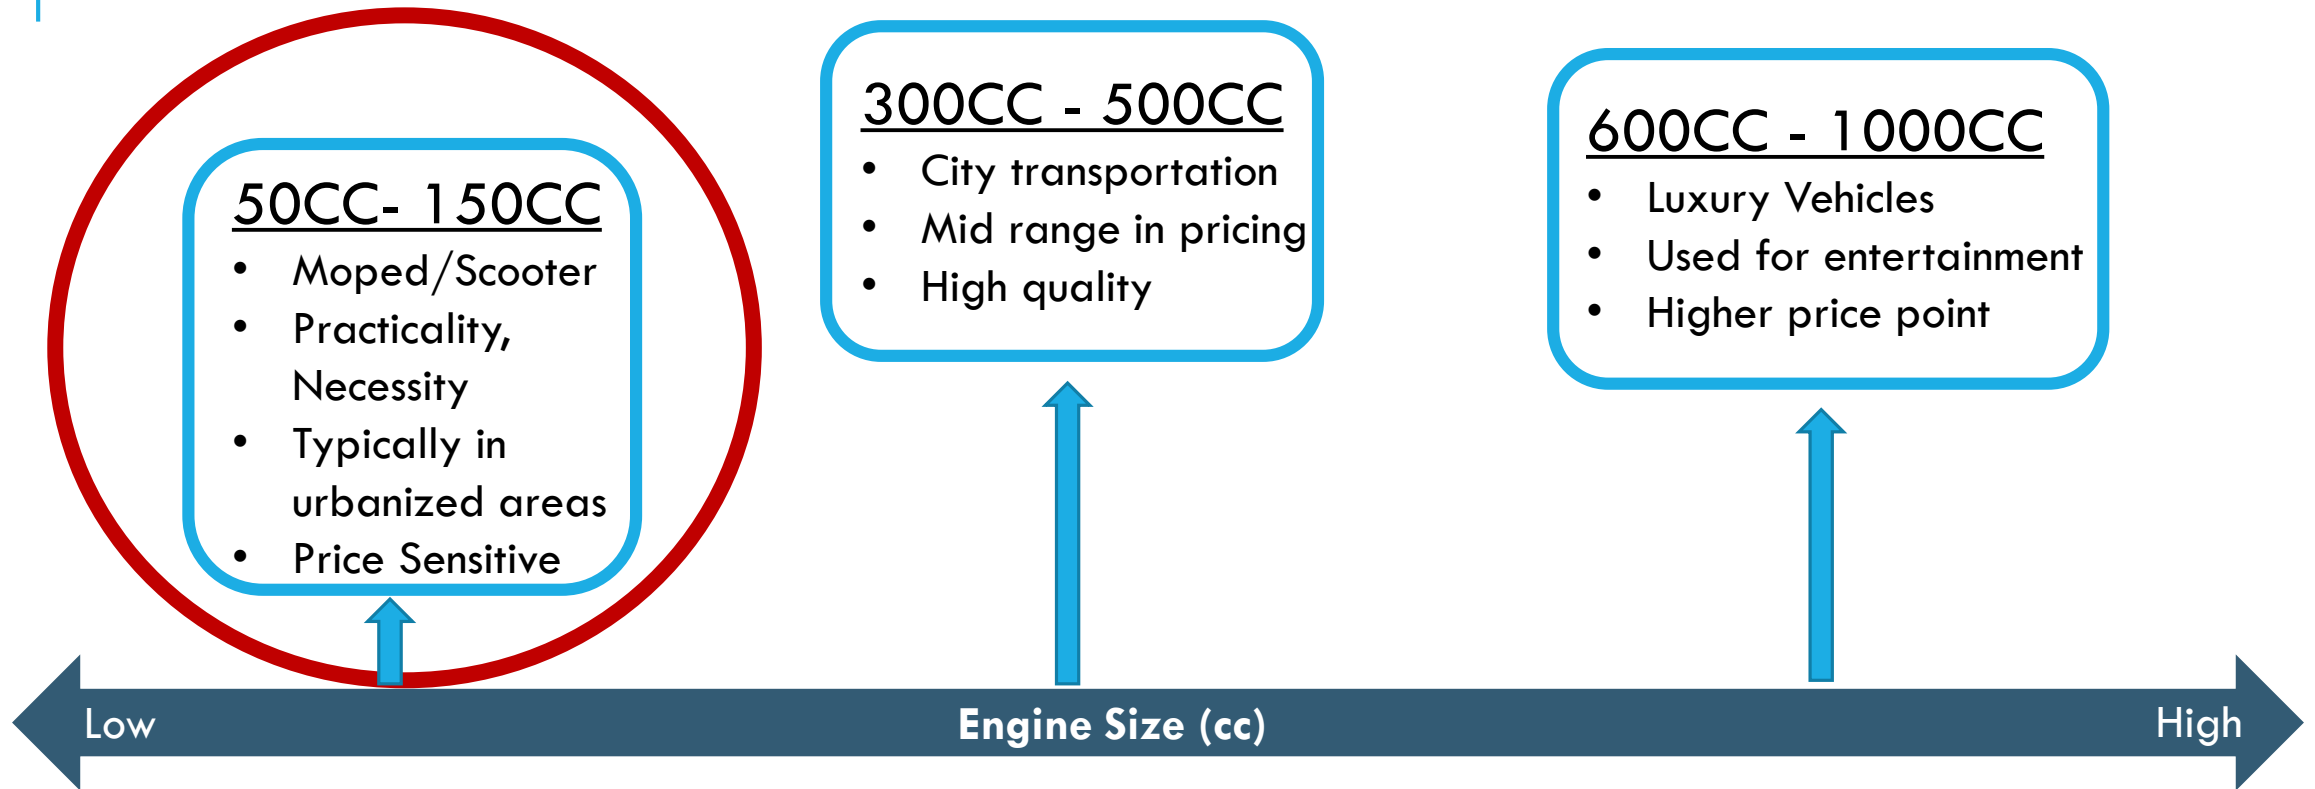 50CC- 150CC
• Moped/Scooter
• Practicality,
Necessity
• Typically in
urbanized areas
• Price Sensitive
300CC - 500CC
• City transportation
• Mid range in pricing
• High quality
600CC - 1000CC
• Luxury Vehicles
• Used for entertainment
• Higher price point
Low
Engine Size (cc)
High